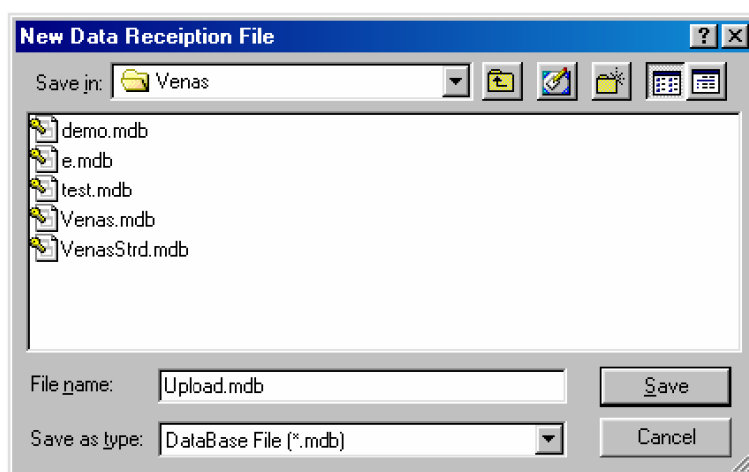 New Data Receiption File
Save in: Venas
demo.mdb
e.mdb
test.mdb
Venas.mdb
VenasStrd.mdb
File name: Upload.mdb Save
Save as type: DataBase File (*.mdb) Cancel